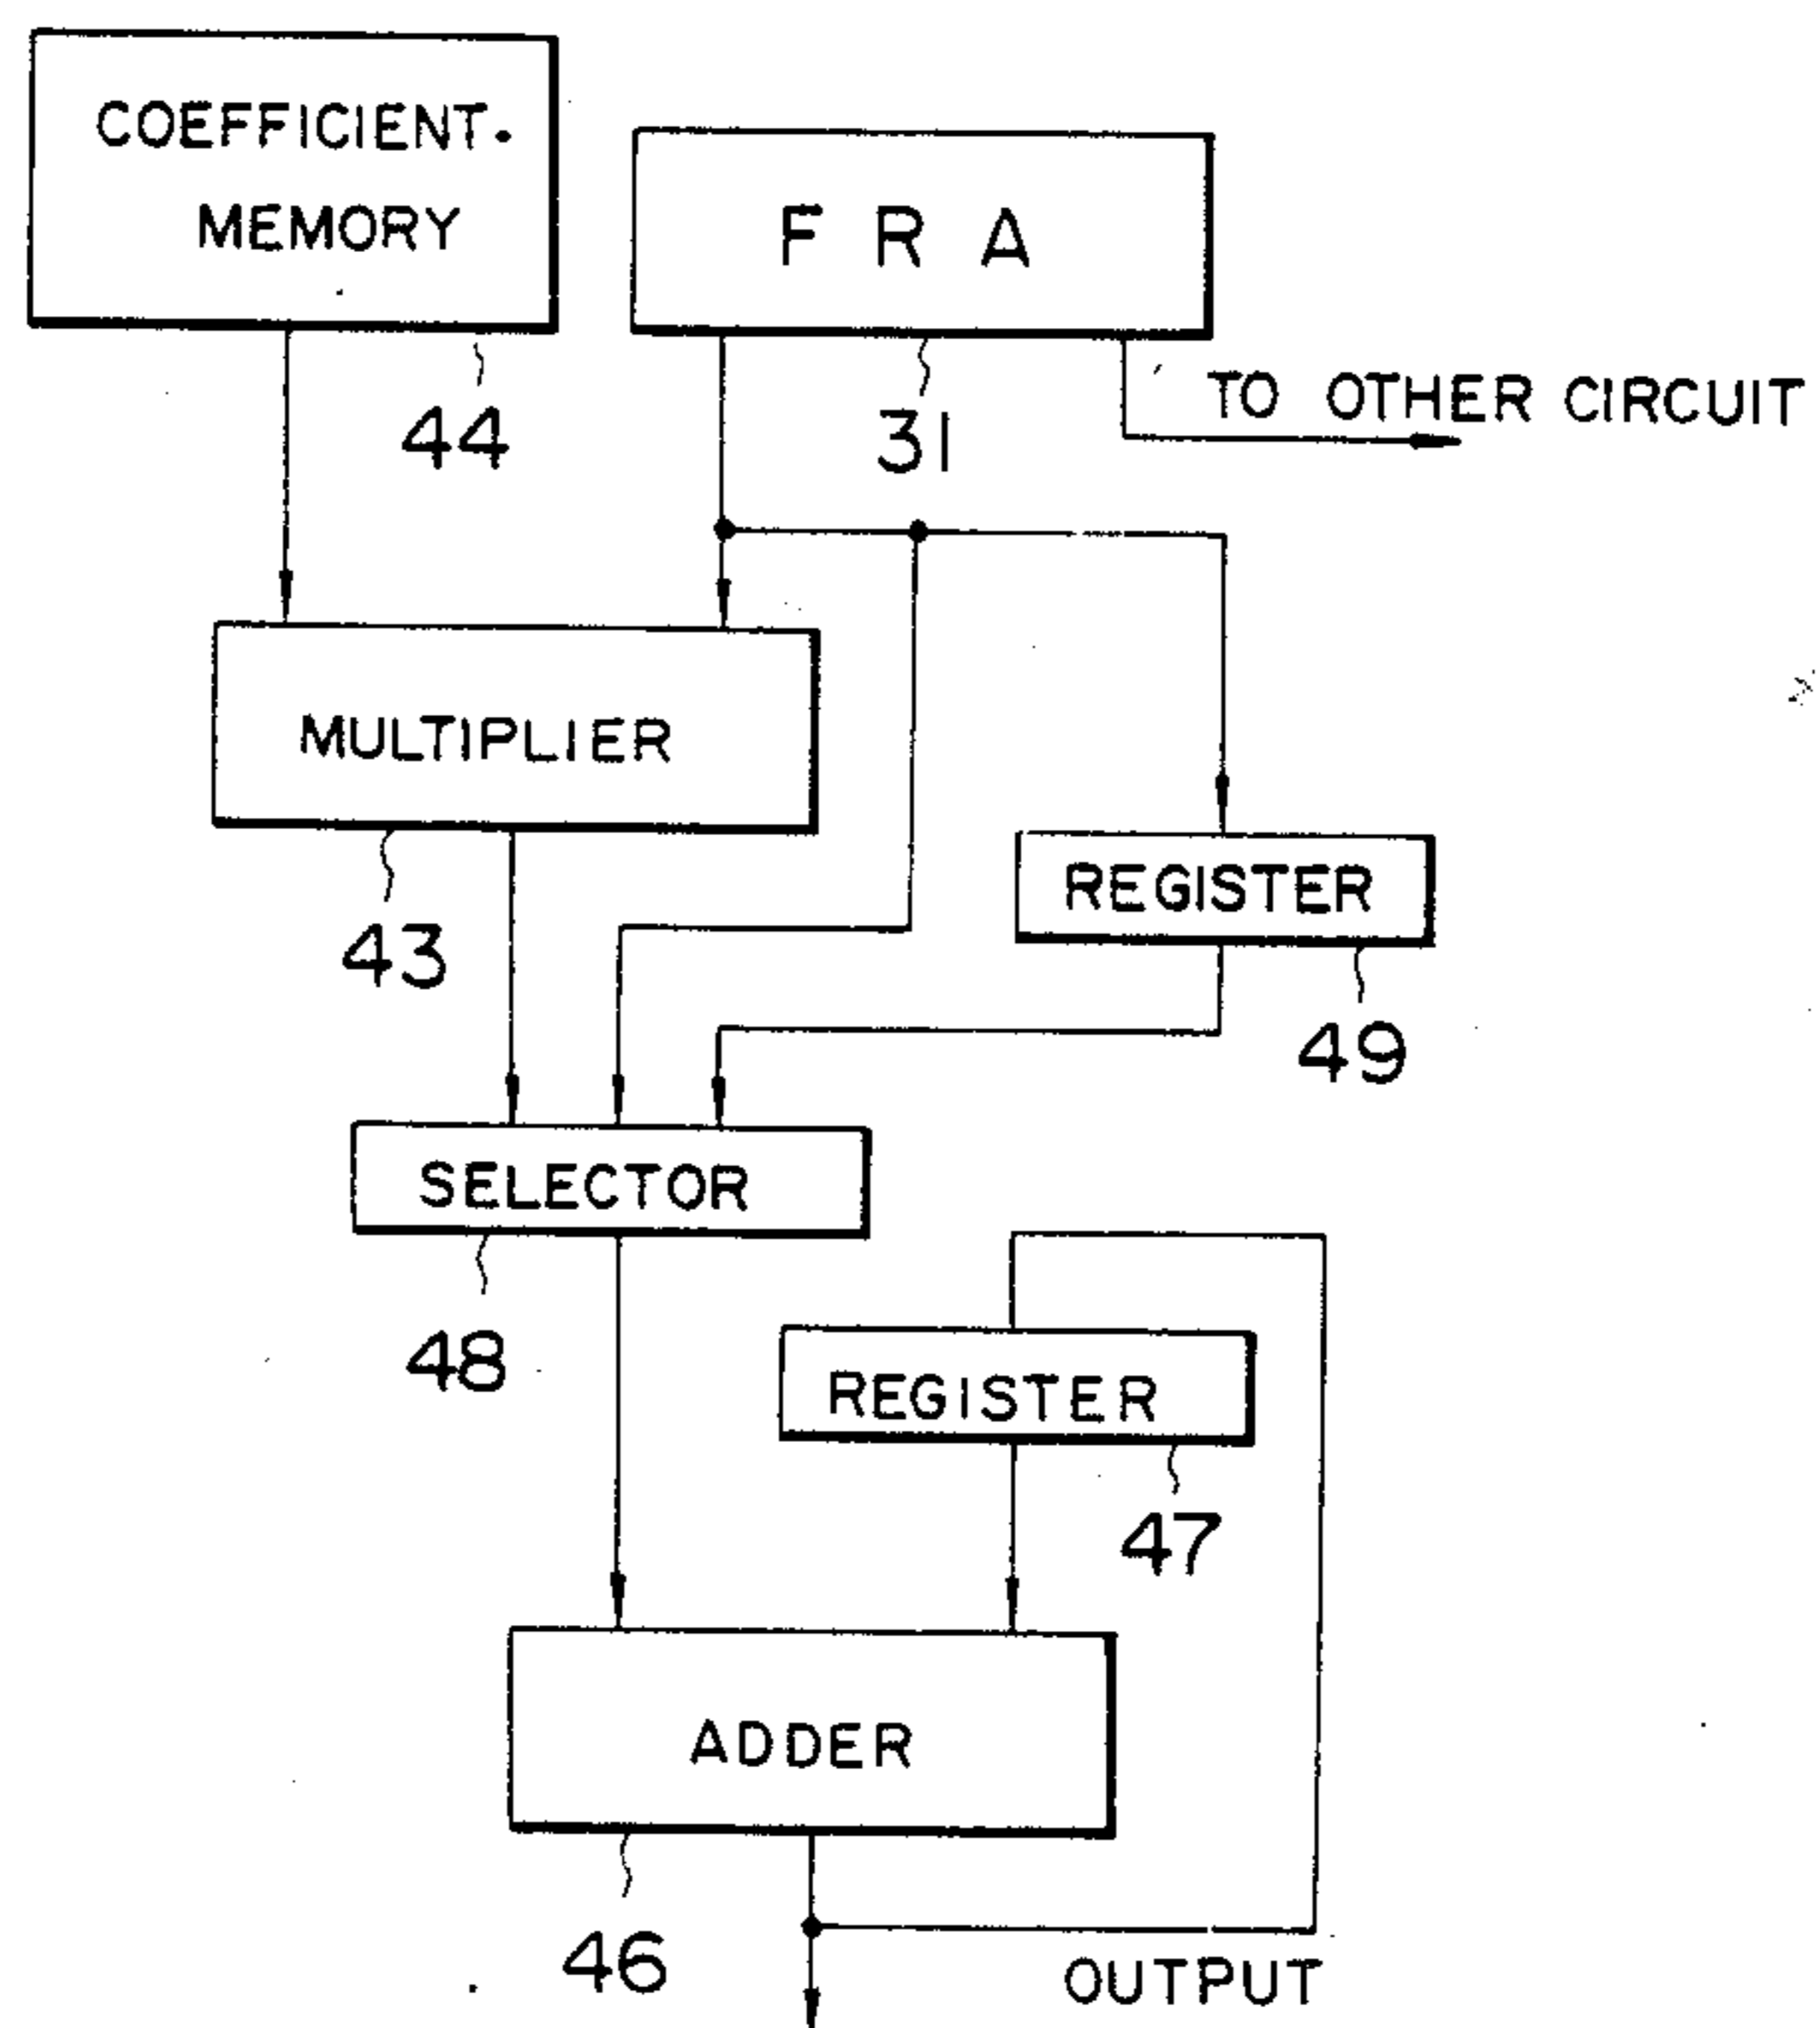 COEFFICIENT.
MEMORY
F R A
44
31
TO OTHER CIRCUIT
MULTIPLIER
43
REGISTER
49
SELECTOR
48
REGISTER
47
ADDER
46
OUTPUT